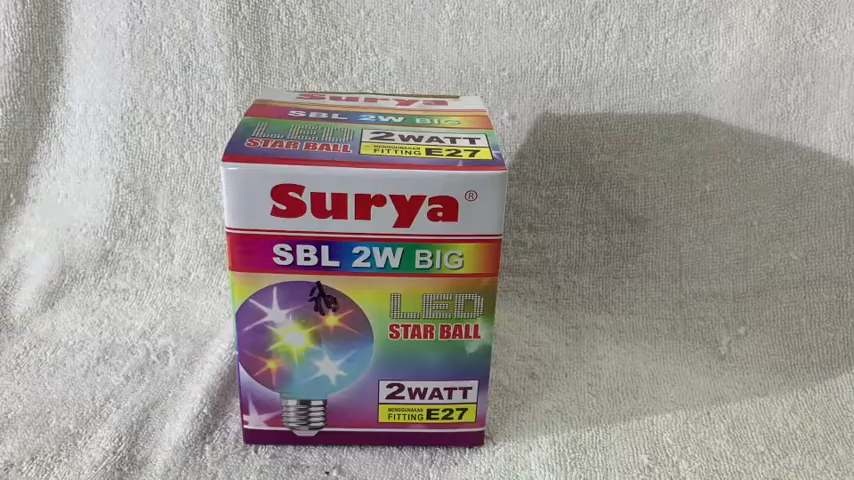 Surya
SBL 2W BIG
LED
STAR BALL
2WATT
MENGGUNAKAN
FITTING E27
Surya®
SBL 2W BIG
LED
STAR BALL
2WATT
MENGGUNAKAN
FITTING E27